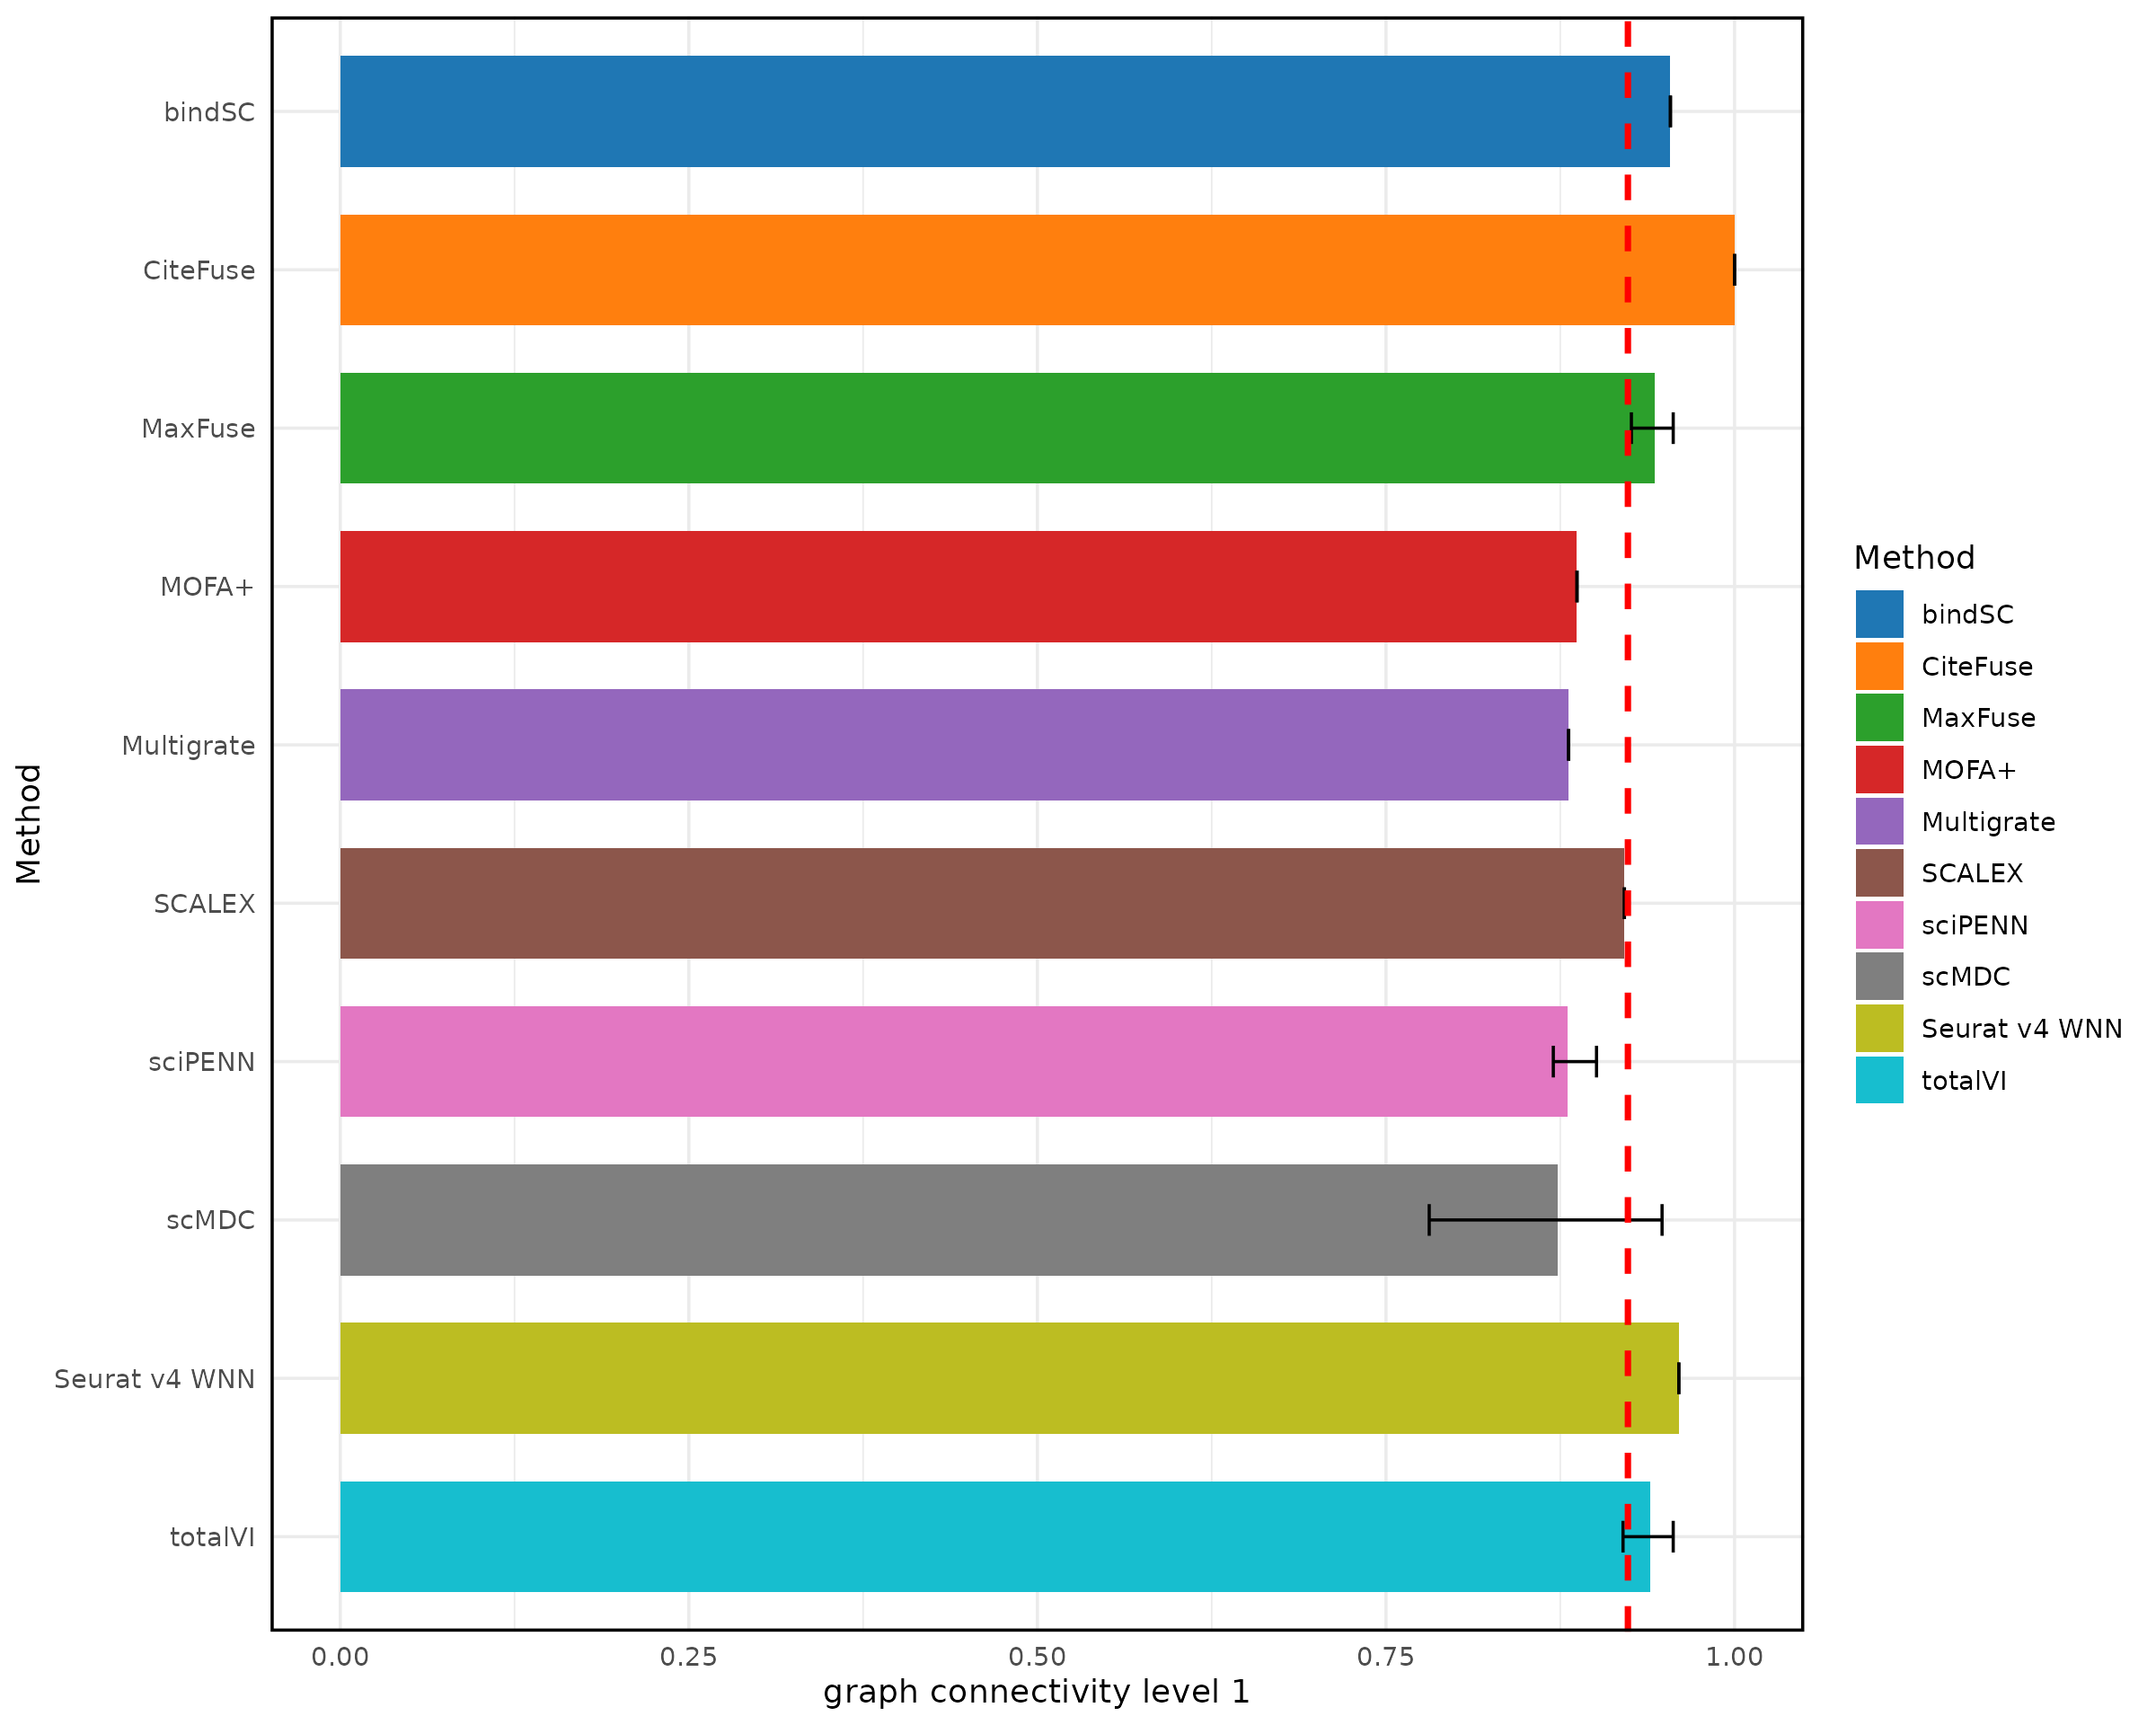 Method
bindSC
CiteFuse
MaxFuse
MOFA+
Multigrate
SCALEX
sciPENN
scMDC
Seurat v4 WNN
totalVI
0.00 0.25 0.50 0.75 1.00
graph connectivity level 1
Method
bindSC
CiteFuse
MaxFuse
MOFA+
Multigrate
SCALEX
sciPENN
scMDC
Seurat v4 WNN
totalVI